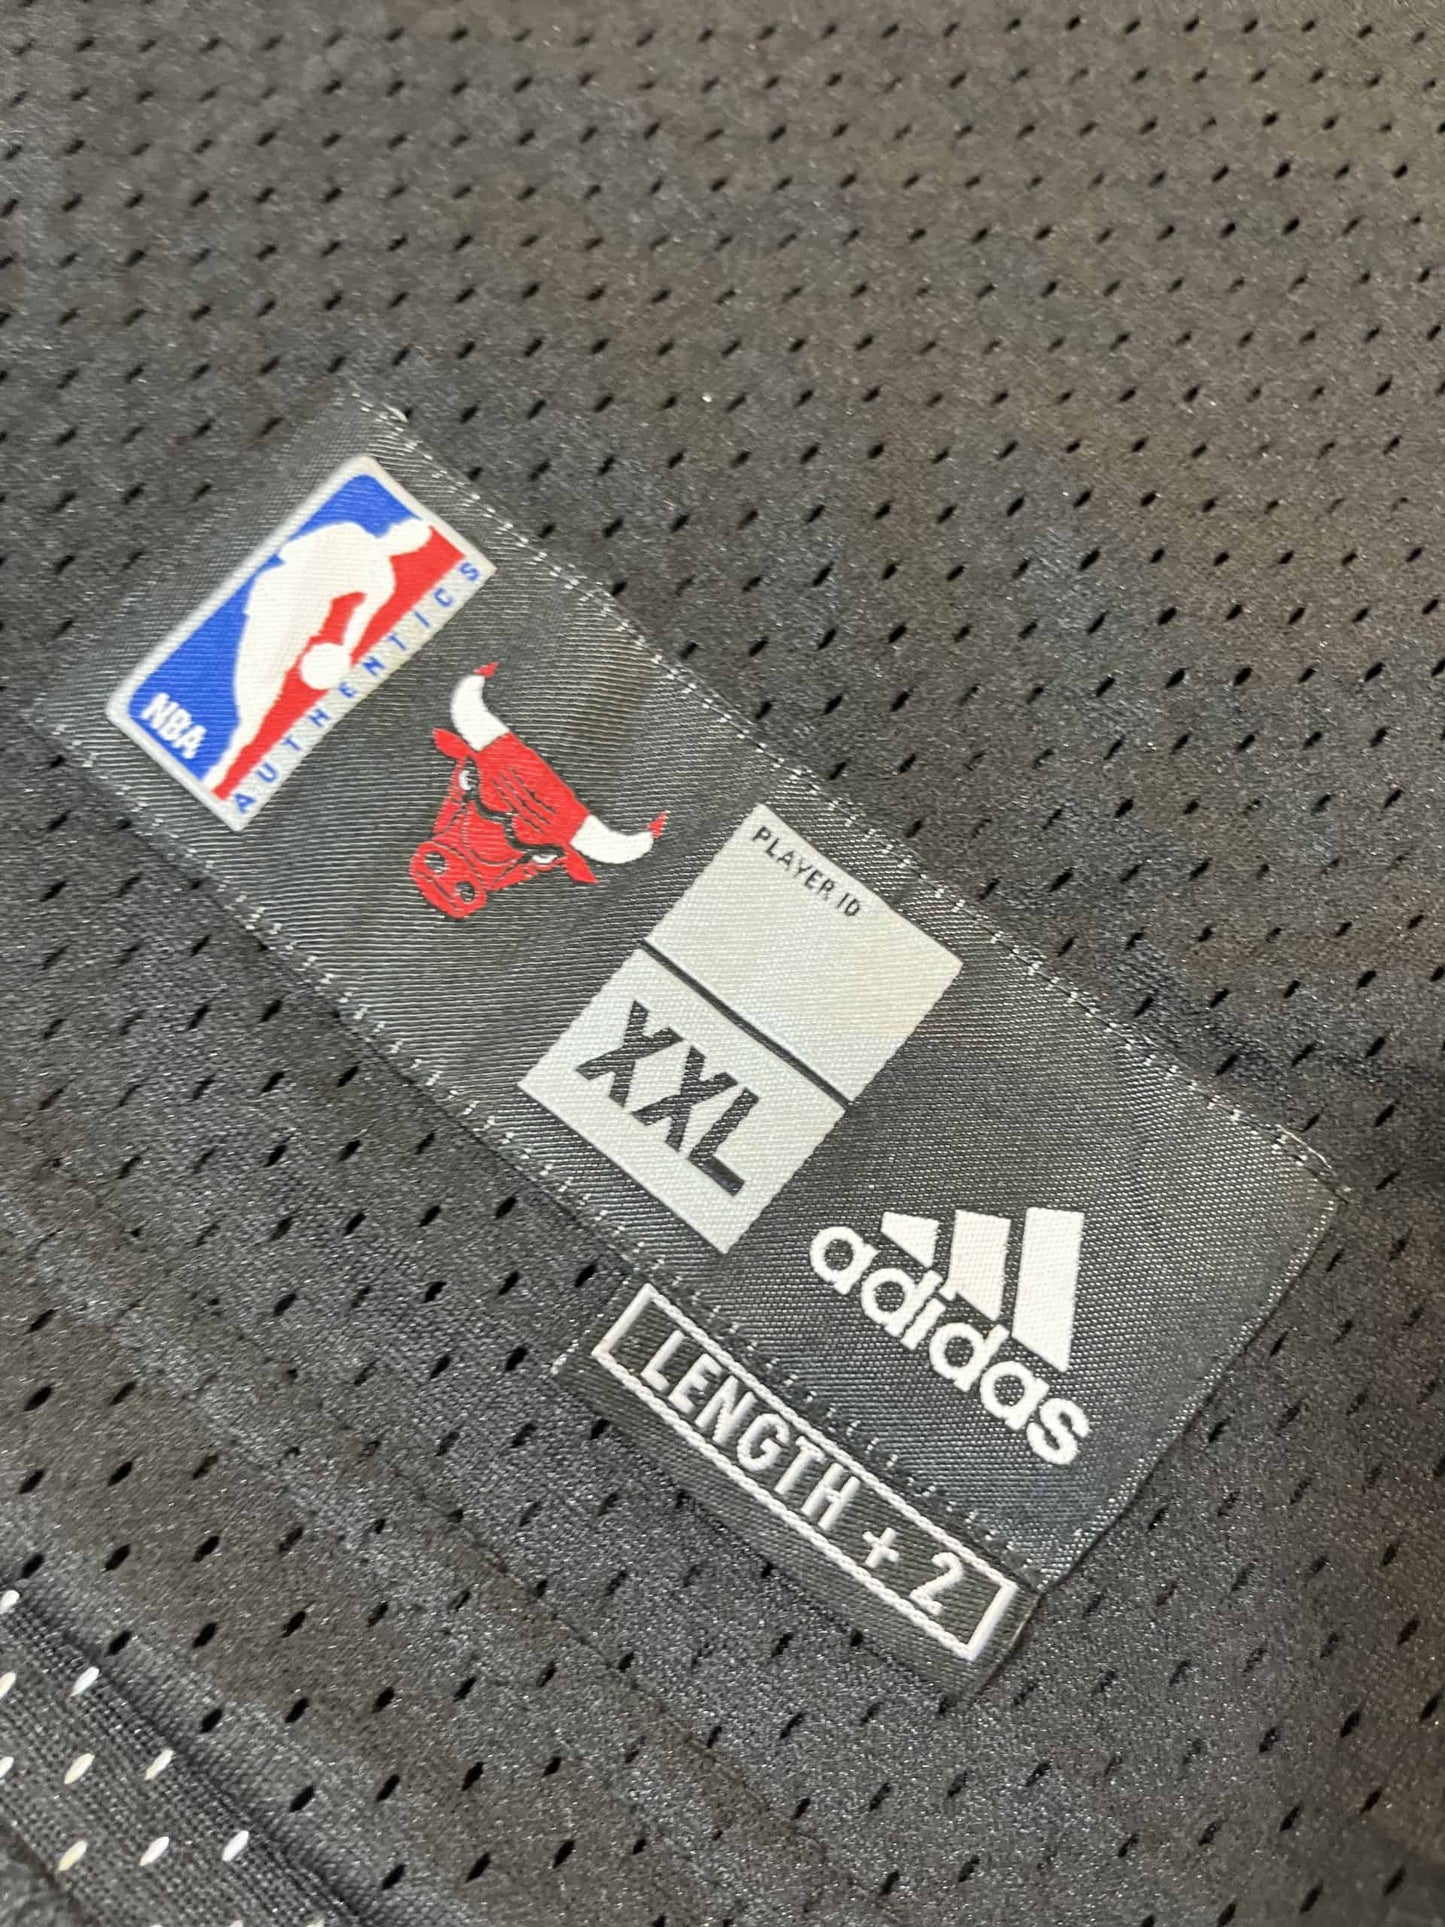 NBA
AUTHENTICS
PLAYER ID
XXL
adidas
LENGTH + 2